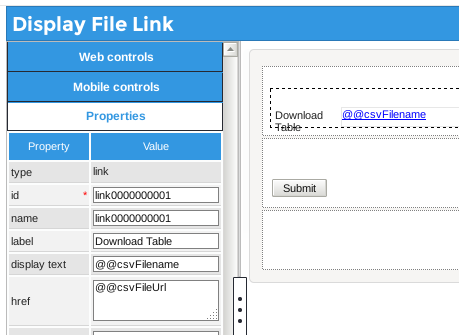 Display File Link
Web controls
Mobile controls
Properties
Property Value
type link
id * link0000000001
name link0000000001
label Download Table
display text @@csvFilename
href @@csvFileUrl
Download
Table
@@csvFilename
Submit